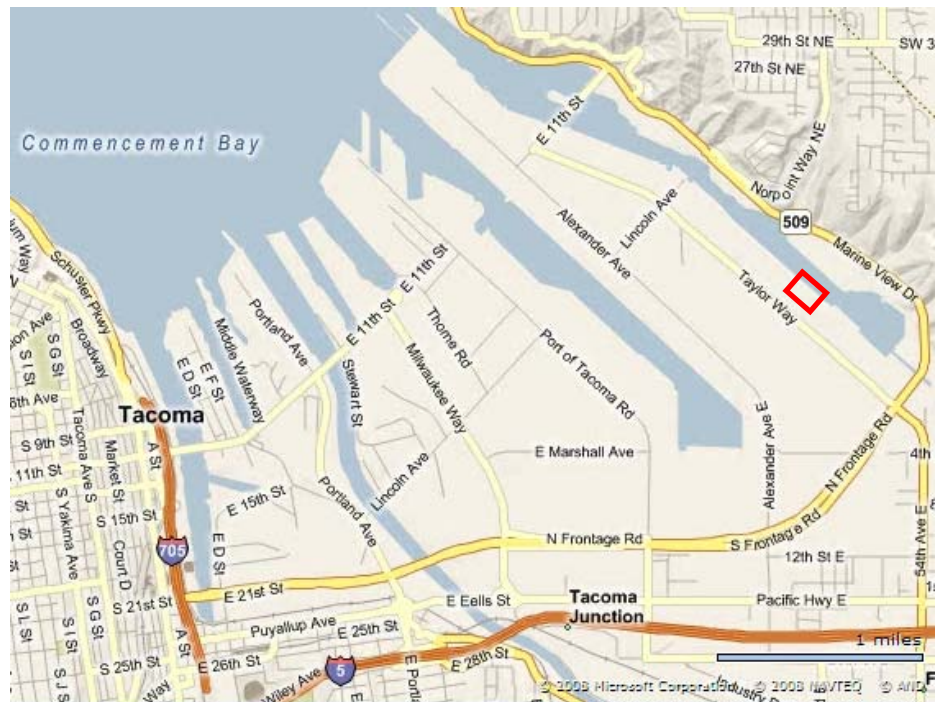 29th St NE
SW 3
27th St NE
E 11th St
Commencement Bay
Norpoint Way NE
Lincoln Ave
509
Alexander Ave
Marine View Dr
Schuster Pkwy
E 11th St
Taylor Way
Broadway
Portland Ave
E 11th St
Thorne Rd
Port of Tacoma Rd
Middle Waterway
E F St
E D St
S I St
S G St
Milwaukee Way
Stewart St
6th Ave
Tacoma
Tacoma Ave S
Alexander Ave E
N Frontage Rd
S 9th St
A St
Market St
E Marshall Ave
4th
11th St
Lincoln Ave
Portland Ave
S Yakima Ave
S 15th St
E 15th St
S Frontage Rd
N Frontage Rd
54th Ave E
Court D
705
E D St
12th St E
E 21st St
S 21st St
E Eells St
Tacoma
Junction
Pacific Hwy E
S L St
S I St
S G St
A St
Puyallup Ave
E 25th St
1 miles
S 25th St
E 26th St
5
E 28th St
S J S
Way
Wiley Ave
E Portl
Industry D
F
© 2008 Microsoft Corporation © 2008 NAVTEQ © AND